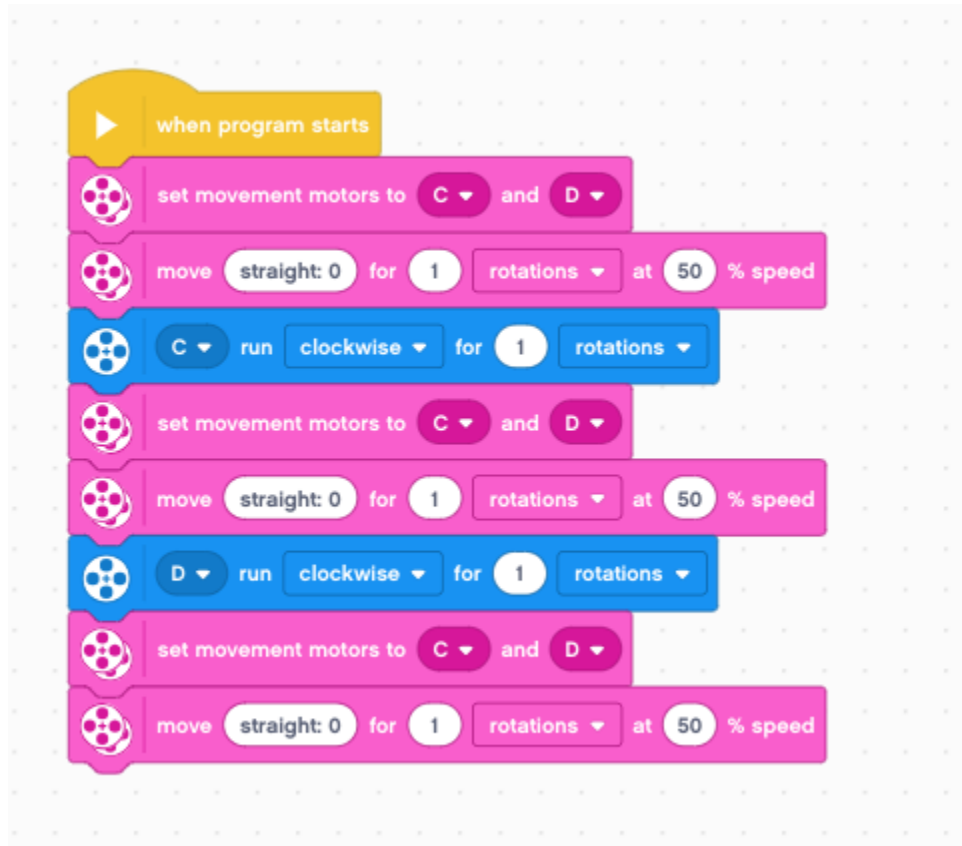 when program starts
set movement motors to C and D
move straight: 0 for 1 rotations at 50 % speed
C run clockwise for 1 rotations
set movement motors to C and D
move straight: 0 for 1 rotations at 50 % speed
D run clockwise for 1 rotations
set movement motors to C and D
move straight: 0 for 1 rotations at 50 % speed